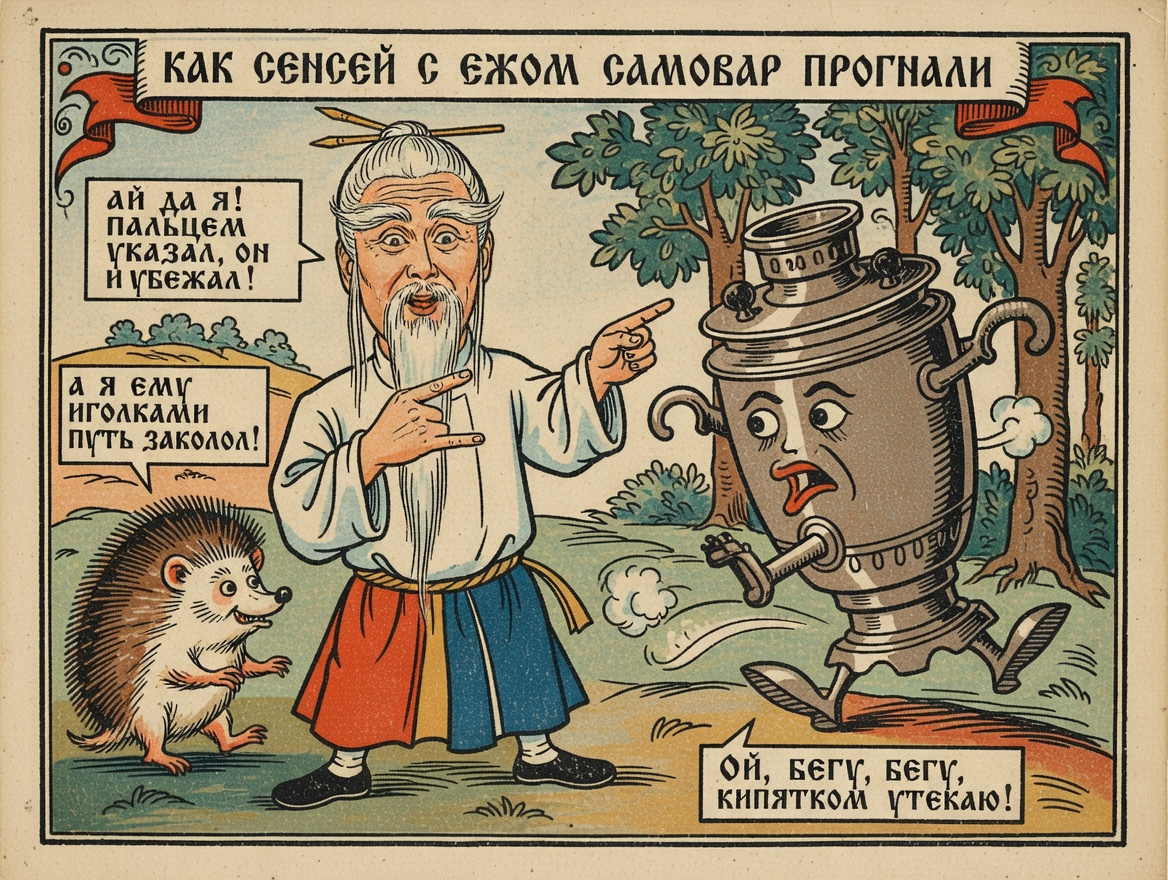 КАК СЕНСЕЙ С ЕЖОМ САМОВАР ПРОГНАЛИ
АЙ ДА Я!
ПАЛЬЦЕМ
УКАЗАЛ, ОН
И УБЕЖАЛ!
А Я ЕМУ
ИГОЛКАМИ
ПУТЬ ЗАКОЛОЛ!
ОЙ, БЕГУ, БЕГУ,
КИПЯТКОМ УТЕКАЮ!